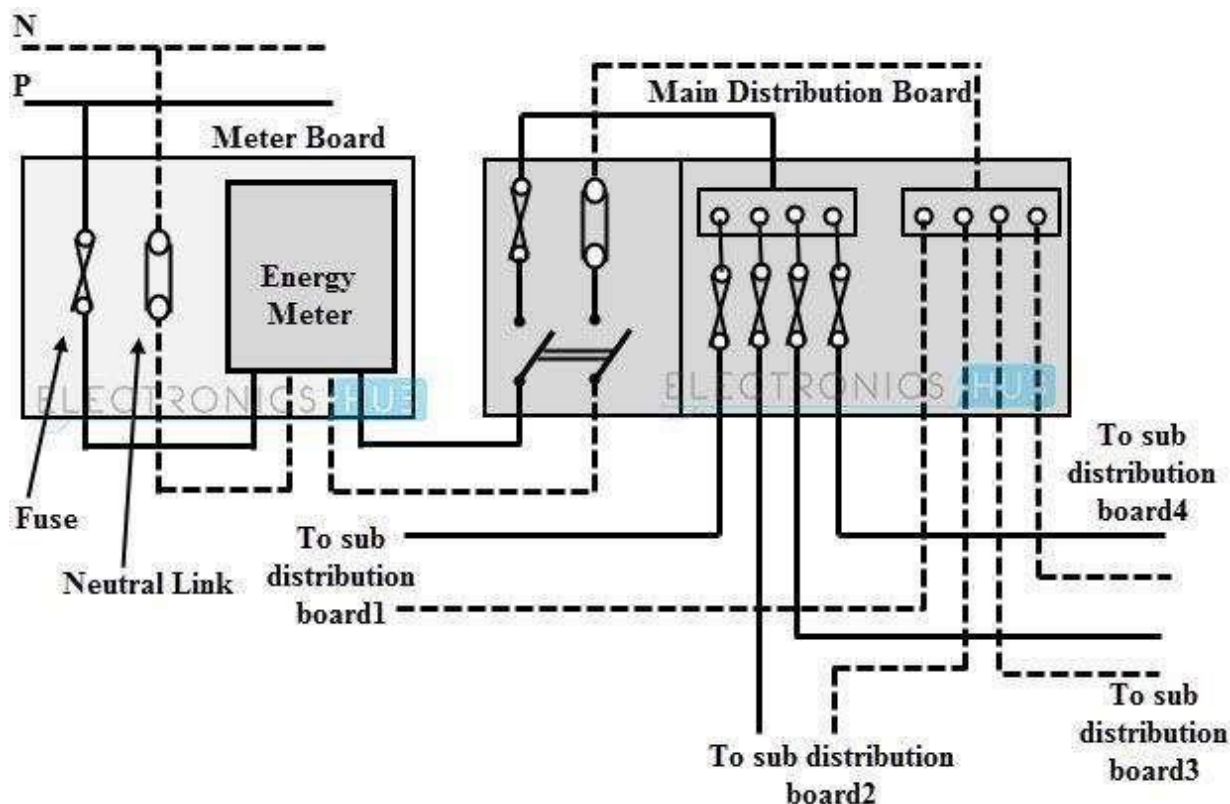 N
P
Meter Board
Main Distribution Board
Energy
Meter
ELECTRONICS HUB
ELECTRONICS HUB
Fuse
Neutral Link
To sub
distribution
board1
To sub
distribution
board4
To sub distribution
board2
To sub
distribution
board3